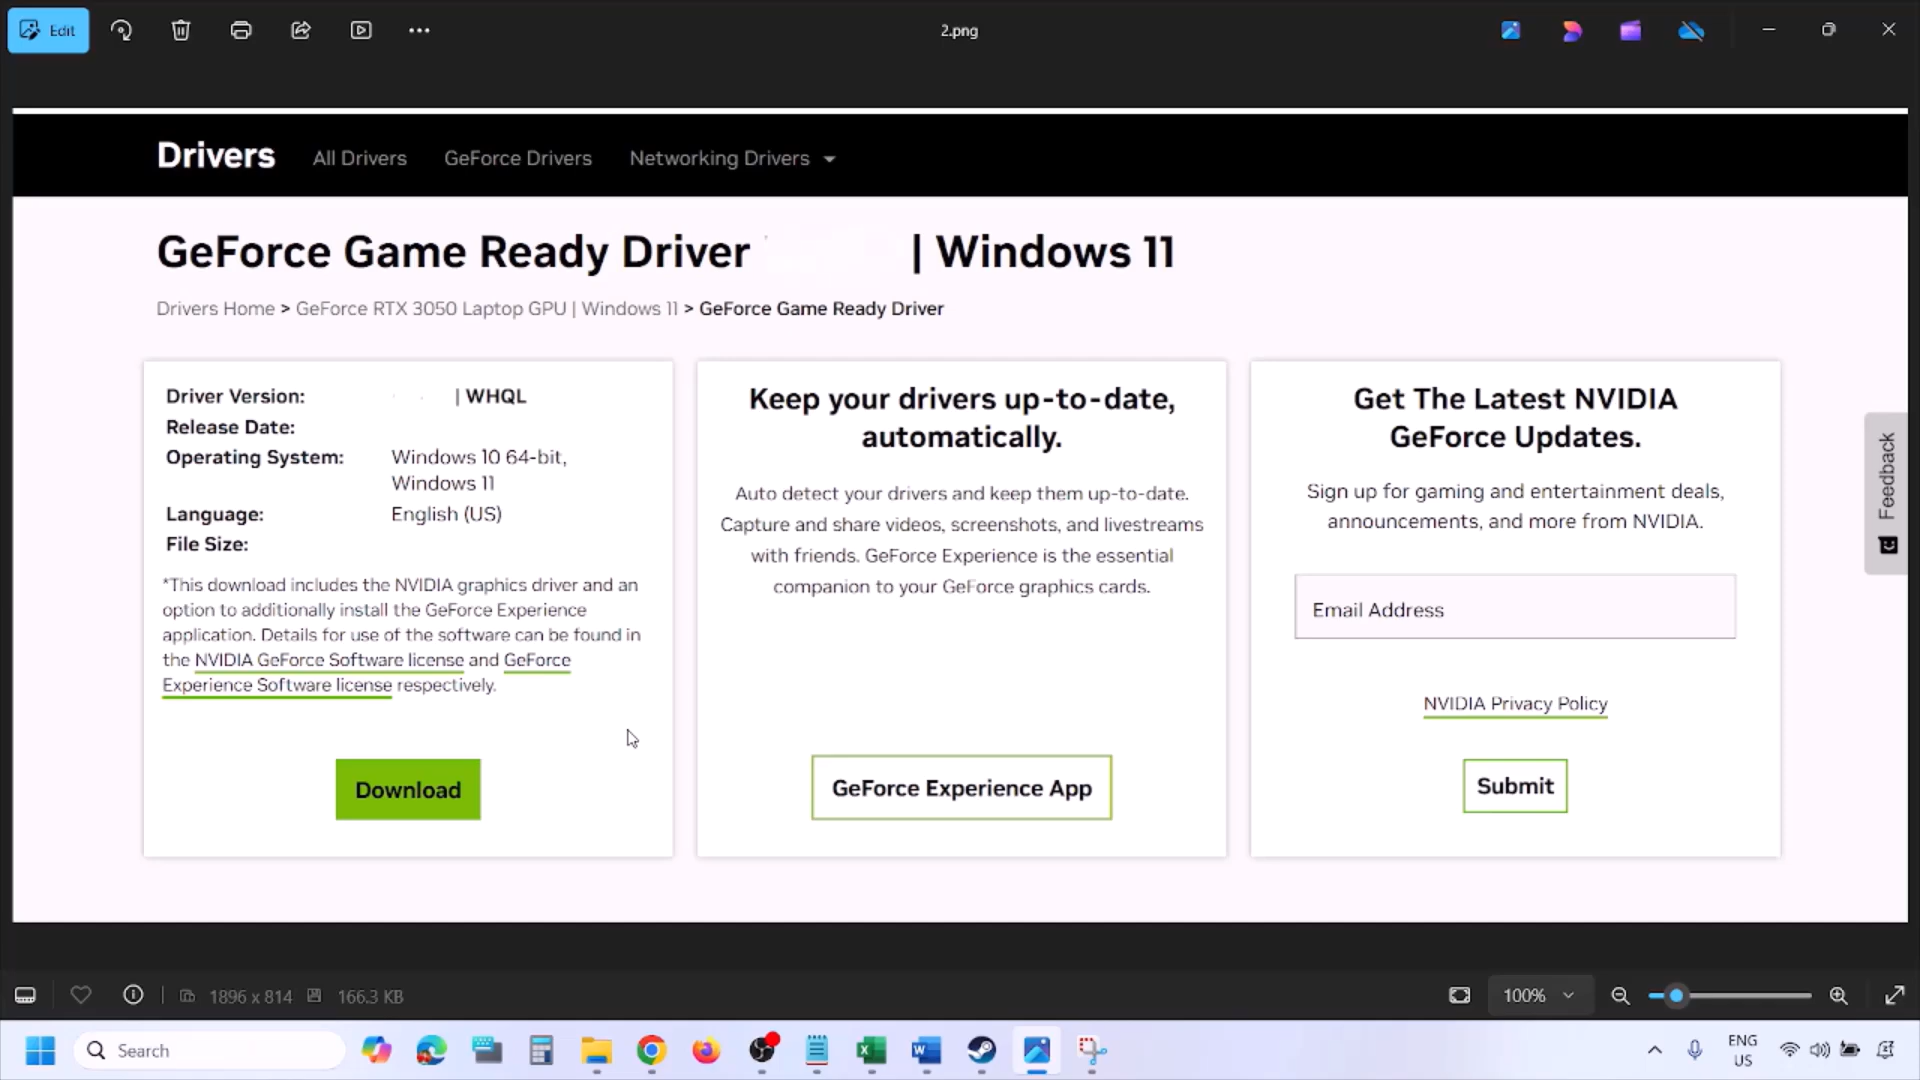 Edit
2.png
Drivers
All Drivers
GeForce Drivers
Networking Drivers
GeForce Game Ready Driver | Windows 11
Drivers Home > GeForce RTX 3050 Laptop GPU | Windows 11 > GeForce Game Ready Driver
Driver Version: | WHQL
Release Date:
Operating System: Windows 10 64-bit,
Windows 11
Language: English (US)
File Size:
*This download includes the NVIDIA graphics driver and an
option to additionally install the GeForce Experience
application. Details for use of the software can be found in
the NVIDIA GeForce Software license and GeForce
Experience Software license respectively.
Download
Keep your drivers up-to-date,
automatically.
Auto detect your drivers and keep them up-to-date.
Capture and share videos, screenshots, and livestreams
with friends. GeForce Experience is the essential
companion to your GeForce graphics cards.
GeForce Experience App
Get The Latest NVIDIA
GeForce Updates.
Sign up for gaming and entertainment deals,
announcements, and more from NVIDIA.
Email Address
NVIDIA Privacy Policy
Submit
Feedback
1896 x 814
166.3 KB
100%
Search
ENG
US